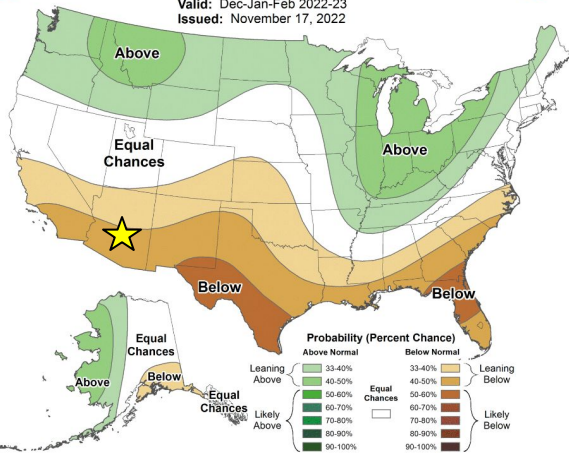 Valid: Dec-Jan-Feb 2022-23
Issued: November 17, 2022
Above
Equal
Chances
Above
Below
Below
Above
Equal
Chances
Below
Equal
Chances
Probability (Percent Chance)
Above Normal
Below Normal
Leaning
Above
33-40%
40-50%
50-60%
60-70%
70-80%
80-90%
90-100%
Likely
Above
Equal
Chances
33-40%
40-50%
50-60%
60-70%
70-80%
80-90%
90-100%
Leaning
Below
Likely
Below